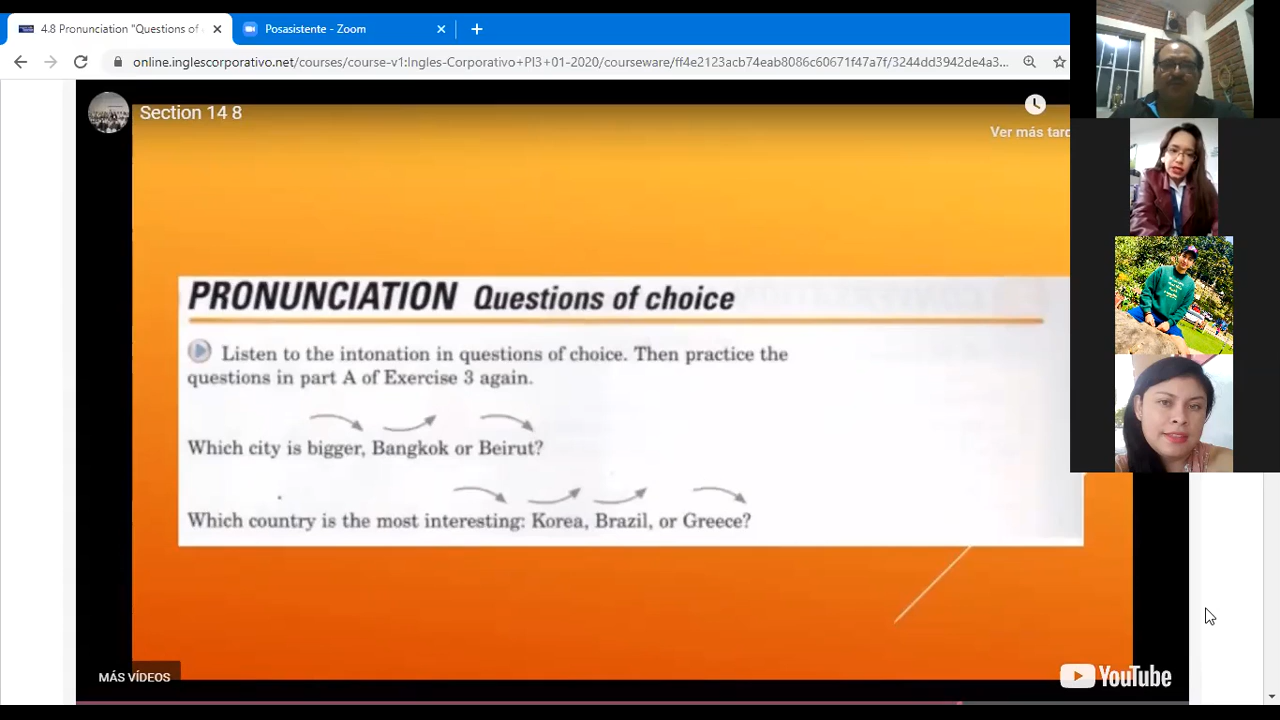 4.8 Pronunciation "Questions of
Posasistente - Zoom
online.inglescorporativo.net/courses/course-v1:Ingles-Corporativo+PI3+01-2020/courseware/ff4e2123acb74eab8086c60671f47a7f/3244dd3942de4a3...
Section 14 8
Ver más tard
PRONUNCIATION Questions of choice
Listen to the intonation in questions of choice. Then practice the
questions in part A of Exercise 3 again.
Which city is bigger, Bangkok or Beirut?
Which country is the most interesting: Korea, Brazil, or Greece?
MÁS VÍDEOS
YouTube